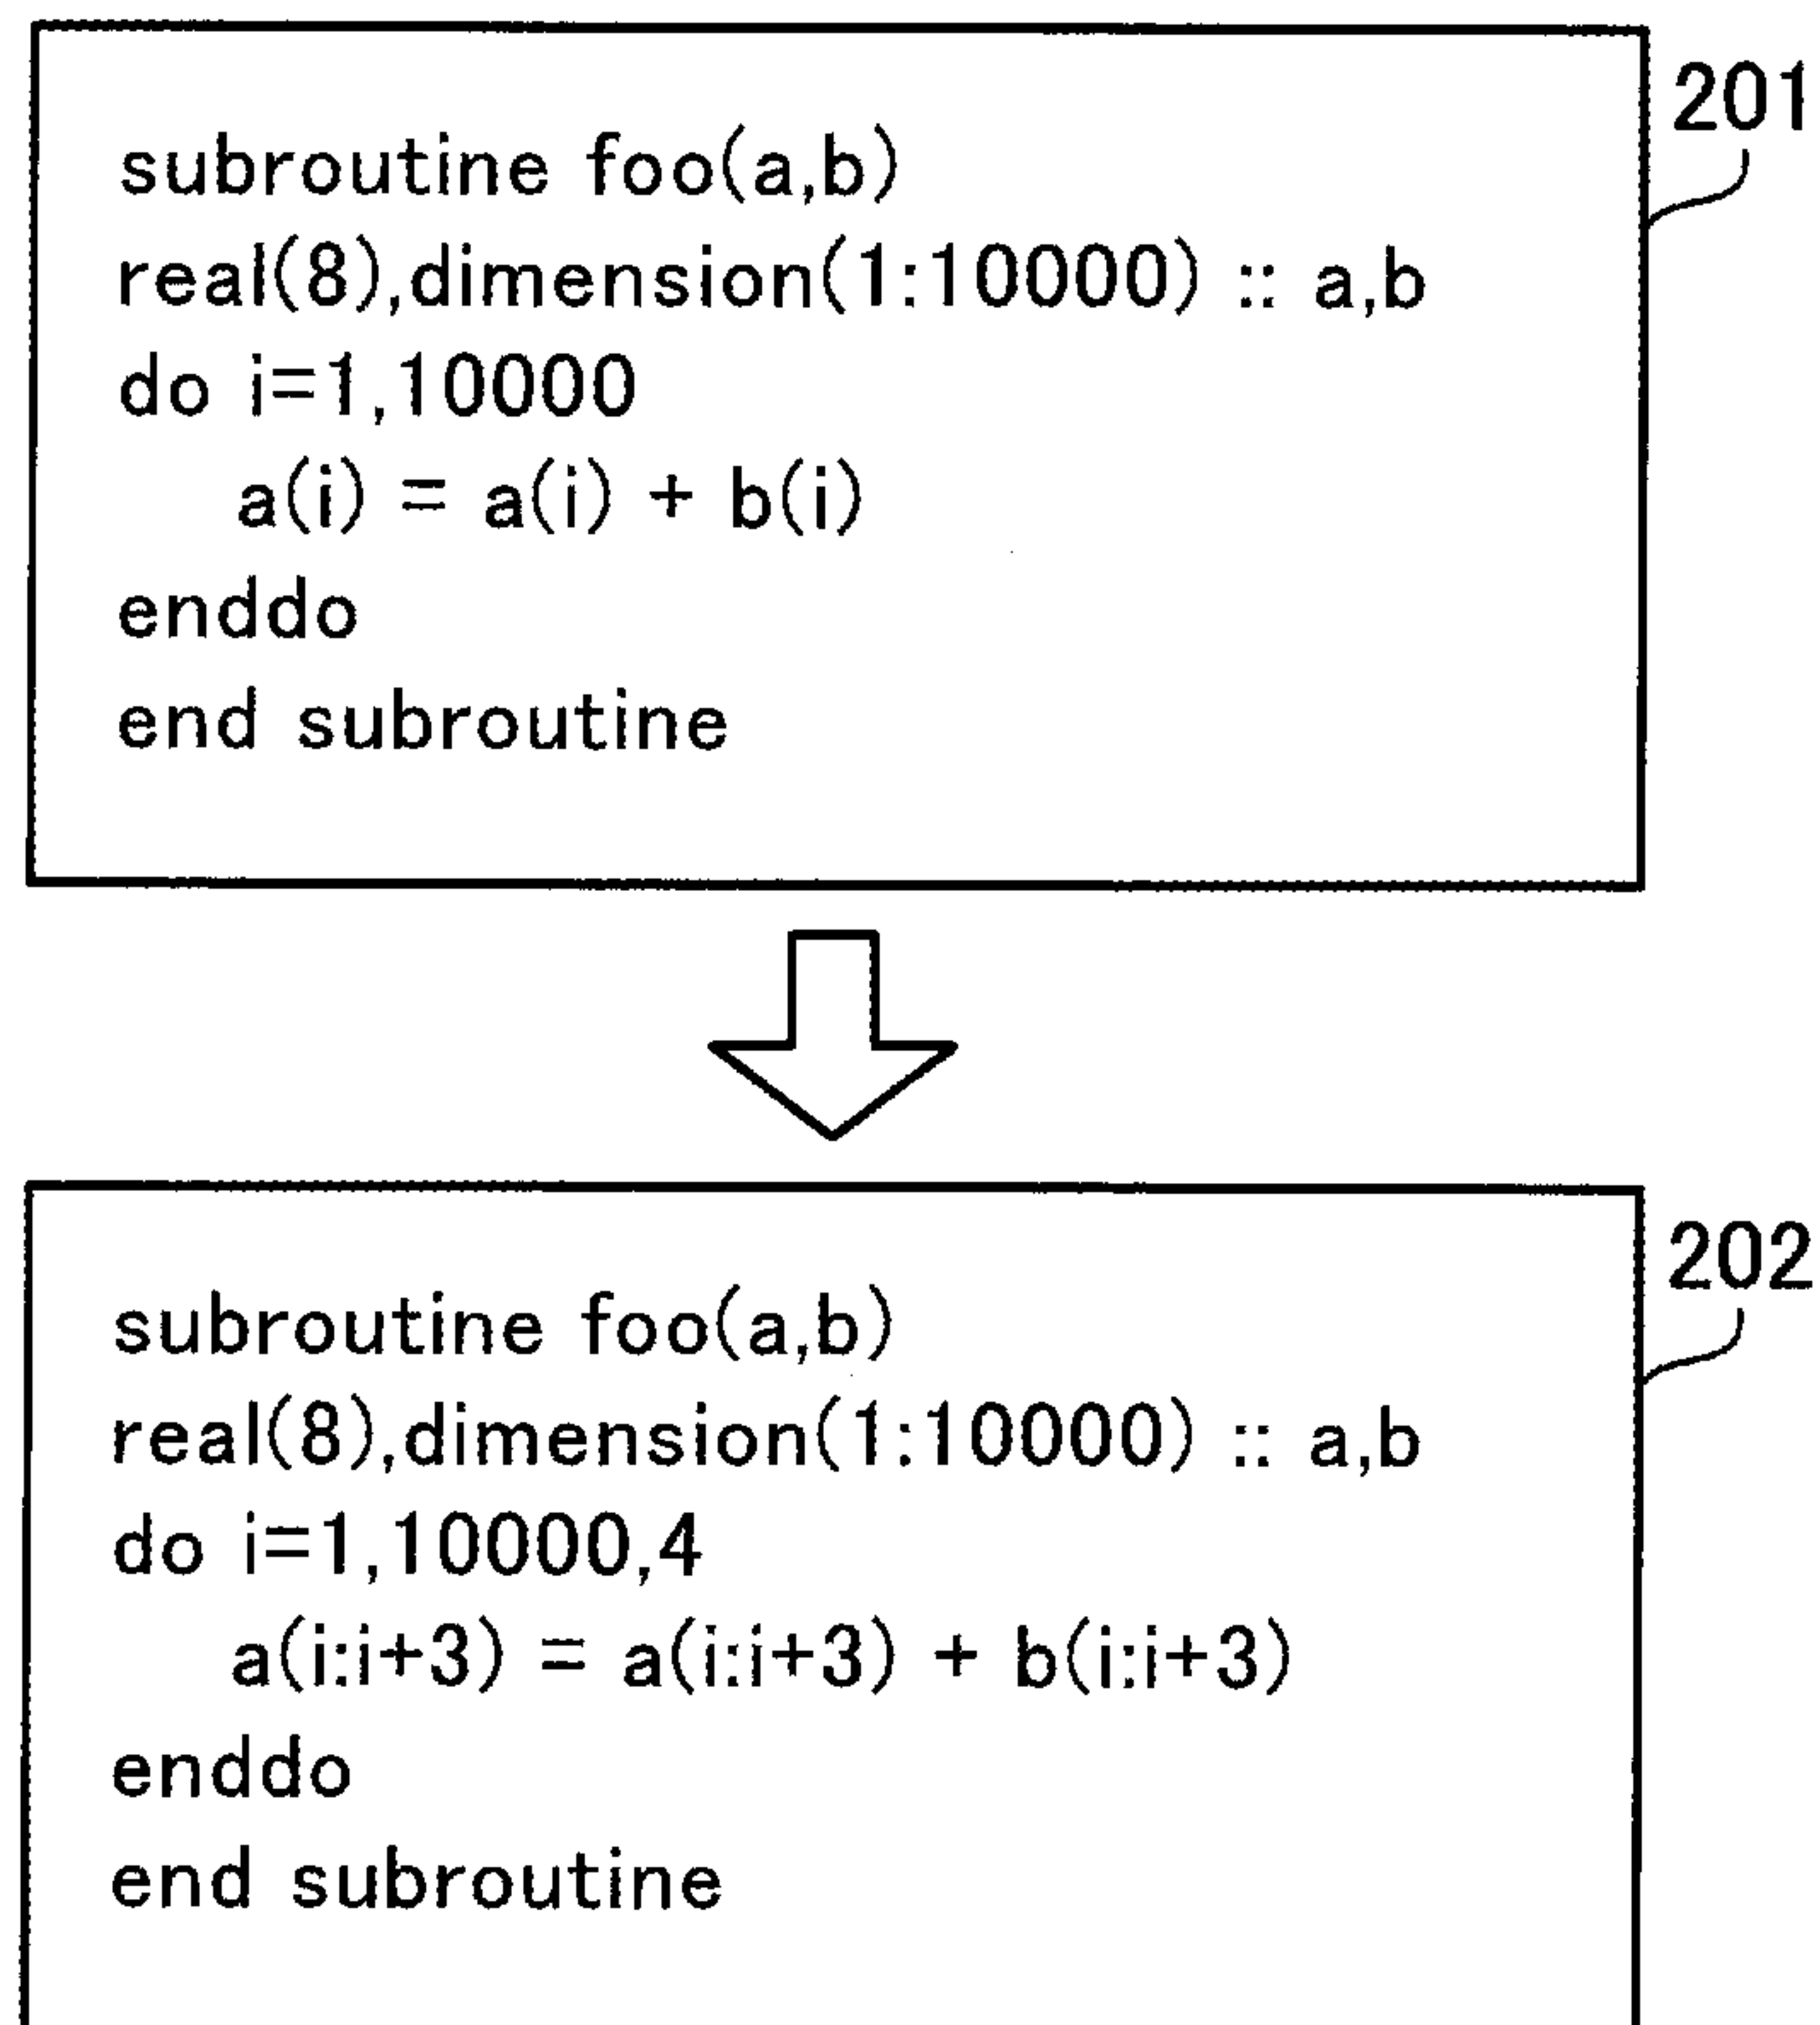 201
subroutine foo(a,b)
real(8),dimension(1:10000) :: a,b
do i=1,10000
a(i) = a(i) + b(i)
enddo
end subroutine
202
subroutine foo(a,b)
real(8),dimension(1:10000) :: a,b
do i=1,10000,4
a(i:i+3) = a(i:i+3) + b(i:i+3)
enddo
end subroutine